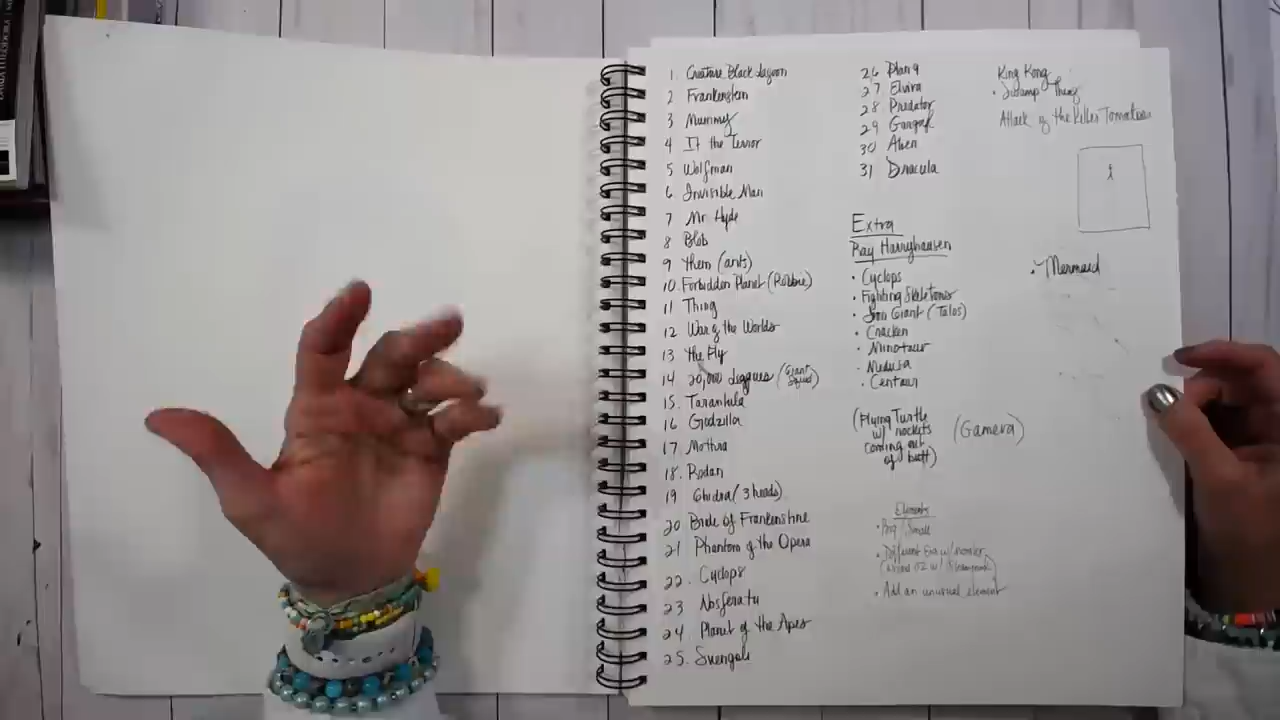 1. Creature Black Lagoon
2 Frankenstein
3 Mummy
4 It the Terror
5 Wolfman
6 Invisible Man
7 Mr Hyde
8 Blob
9 Them (ants)
10. Forbidden Planet (Robbie)
11 Thing
12 War of the Worlds
13 the Fly
14 20,000 Leagues (Giant Squid)
15. Tarantula
16 Godzilla
17 Mothra
18. Rodan
19 Ghidra (3 heads)
20 Bride of Frankenstine
21 Phantom of the Opera
22. Cyclops
23 Nosferatu
24 Planet of the Apes
25. Svengali
26 Plan 9
27 Elvira
28 Predator
29
30 Alien
31 Dracula
Extra
Ray Harryhausen
• Cyclops
• Fighting Skeletons
• Iron Giant (Talos)
• Cracken
• Minotaur
• Medusa
• Centaur
(Flying Turtle
w/ rockets
coming out
of butt)
(Gamera)
Elements
• Big / Small
• Different Era w/
• Add an unusual element
King Kong
• Swamp Thing
Attack of the Killer Tomatoes
• Mermaid